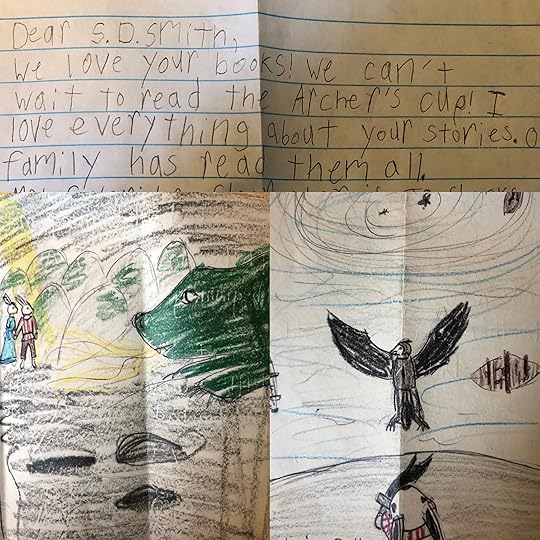 Dear S.D.Smith,
We love your books! We can't
wait to read the Archer's cup! I
love everything about your stories. O
family has read them all.